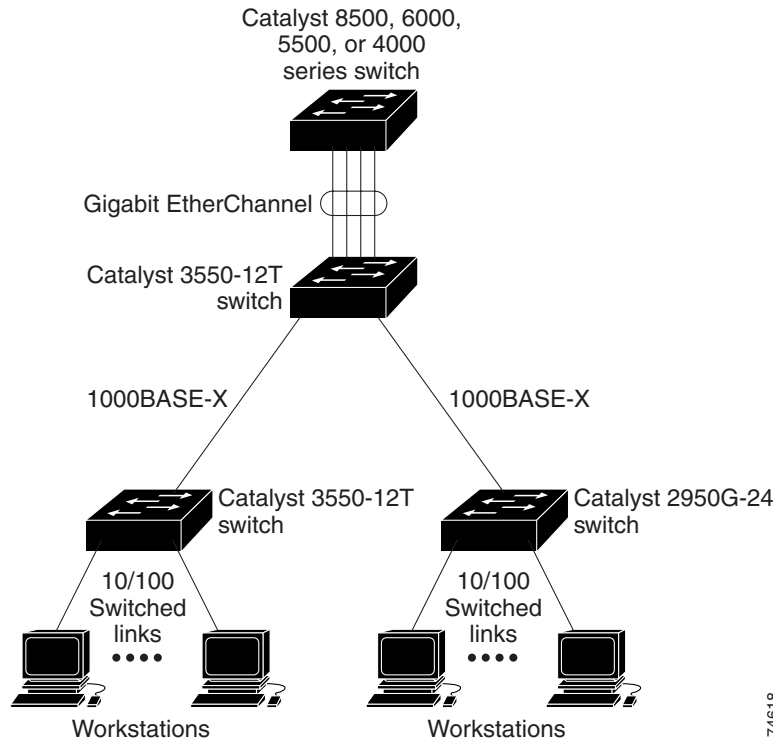 Catalyst 8500, 6000,
5500, or 4000
series switch
Gigabit EtherChannel
Catalyst 3550-12T
switch
1000BASE-X
1000BASE-X
Catalyst 3550-12T
switch
Catalyst 2950G-24
switch
10/100
Switched
links
10/100
Switched
links
Workstations
Workstations
74618